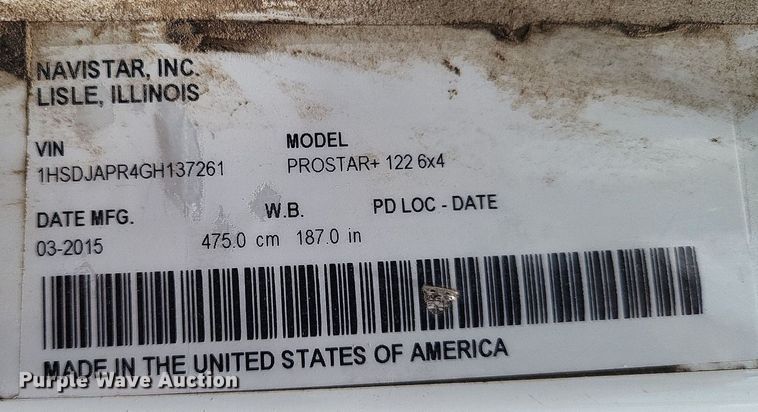 NAVISTAR, INC.
LISLE, ILLINOIS
VIN MODEL
1HSDJAPR4GH137261 PROSTAR+ 122 6x4
DATE MFG. W.B. PD LOC - DATE
03-2015 475.0 cm 187.0 in
MADE IN THE UNITED STATES OF AMERICA
Purple Wave Auction